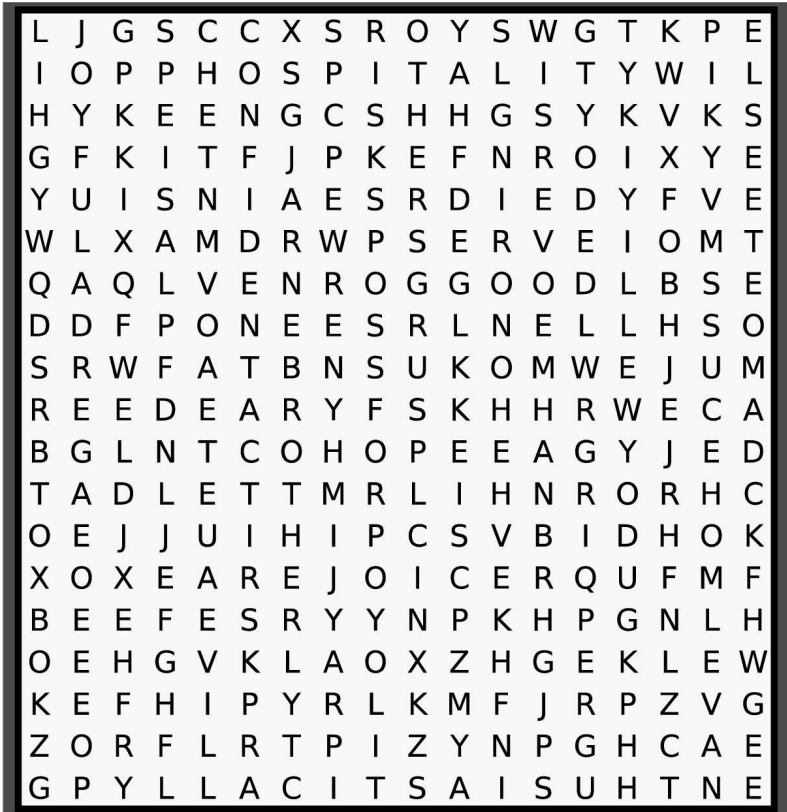 L J G S C C X S R O Y S W G T K P E
I O P P H O S P I T A L I T Y W I L
H Y K E E N G C S H H G S Y K V K S
G F K I T F J P K E F N R O I X Y E
Y U I S N I A E S R D I E D Y F V E
W L X A M D R W P S E R V E I O M T
Q A Q L V E N R O G G O O D L B S E
D D F P O N E E S R L N E L L H S O
S R W F A T B N S U K O M W E J U M
R E E D E A R Y F S K H H R W E C A
B G L N T C O H O P E E A G Y J E D
T A D L E T T M R L I H N R O R H C
O E J J U I H I P C S V B I D H O K
X O X E A R E J O I C E R Q U F M F
B E E F E S R Y Y N P K H P G N L H
O E H G V K L A O X Z H G E K L E W
K E F H I P Y R L K M F J R P Z V G
Z O R F L R T P I Z Y N P G H C A E
G P Y L L A C I T S A I S U H T N E